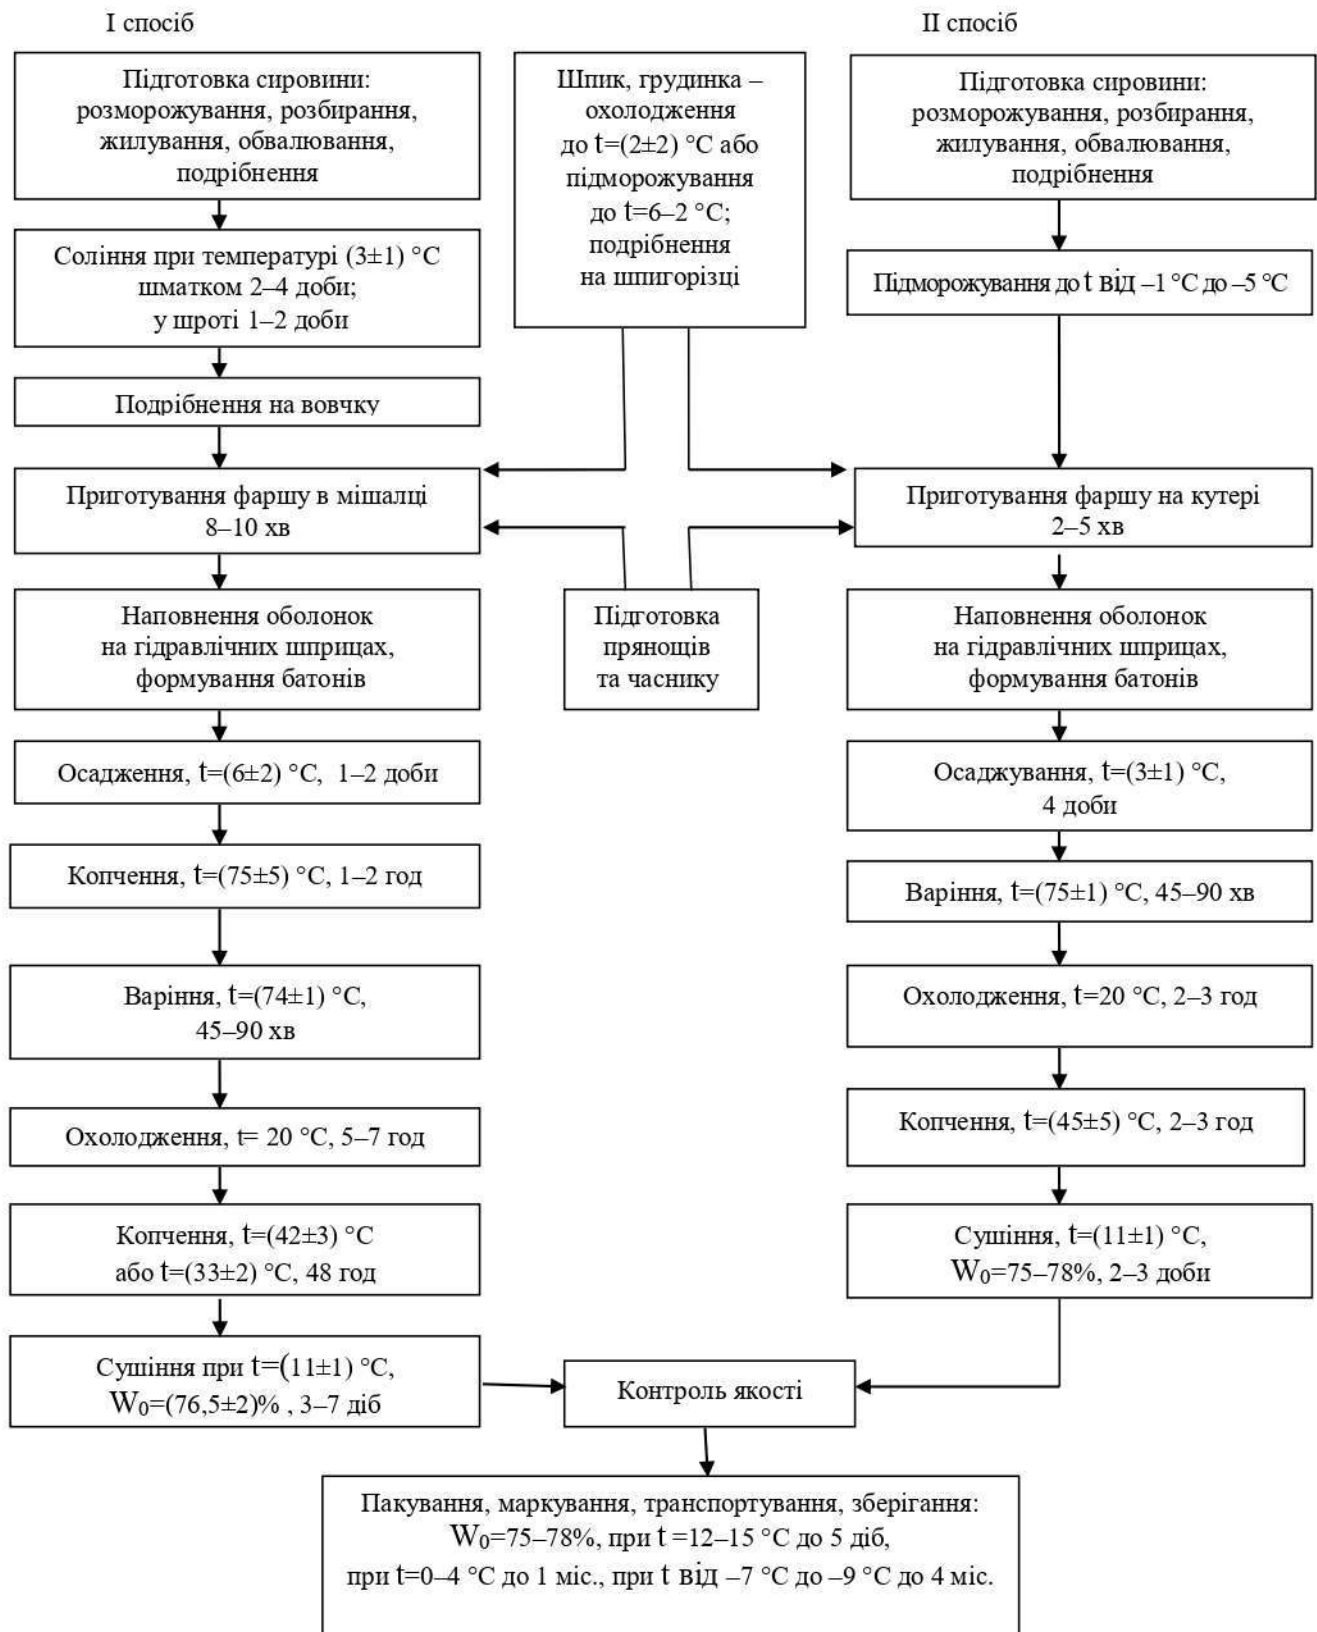 І спосіб
Підготовка сировини:
розморожування, розбирання,
жилування, обвалювання,
подрібнення
Соління при температурі (3±1) °С
шматком 2–4 доби;
у шроті 1–2 доби
Подрібнення на вовчку
Приготування фаршу в мішалці
8–10 хв
Наповнення оболонок
на гідравлічних шприцах,
формування батонів
Осадження, t=(6±2) °С, 1–2 доби
Копчення, t=(75±5) °С, 1–2 год
Варіння, t=(74±1) °С,
45–90 хв
Охолодження, t= 20 °С, 5–7 год
Копчення, t=(42±3) °С
або t=(33±2) °С, 48 год
Сушіння при t=(11±1) °С,
W₀=(76,5±2)% , 3–7 діб
Шпик, грудинка –
охолодження
до t=(2±2) °С або
підморожування
до t=6–2 °С;
подрібнення
на шпигорізці
Підготовка
прянощів
та часнику
ІІ спосіб
Підготовка сировини:
розморожування, розбирання,
жилування, обвалювання,
подрібнення
Підморожування до t від –1 °С до –5 °С
Приготування фаршу на кутері
2–5 хв
Наповнення оболонок
на гідравлічних шприцах,
формування батонів
Осаджування, t=(3±1) °С,
4 доби
Варіння, t=(75±1) °С, 45–90 хв
Охолодження, t=20 °С, 2–3 год
Копчення, t=(45±5) °С, 2–3 год
Сушіння, t=(11±1) °С,
W₀=75–78%, 2–3 доби
Контроль якості
Пакування, маркування, транспортування, зберігання:
W₀=75–78%, при t =12–15 °С до 5 діб,
при t=0–4 °С до 1 міс., при t від –7 °С до –9 °С до 4 міс.